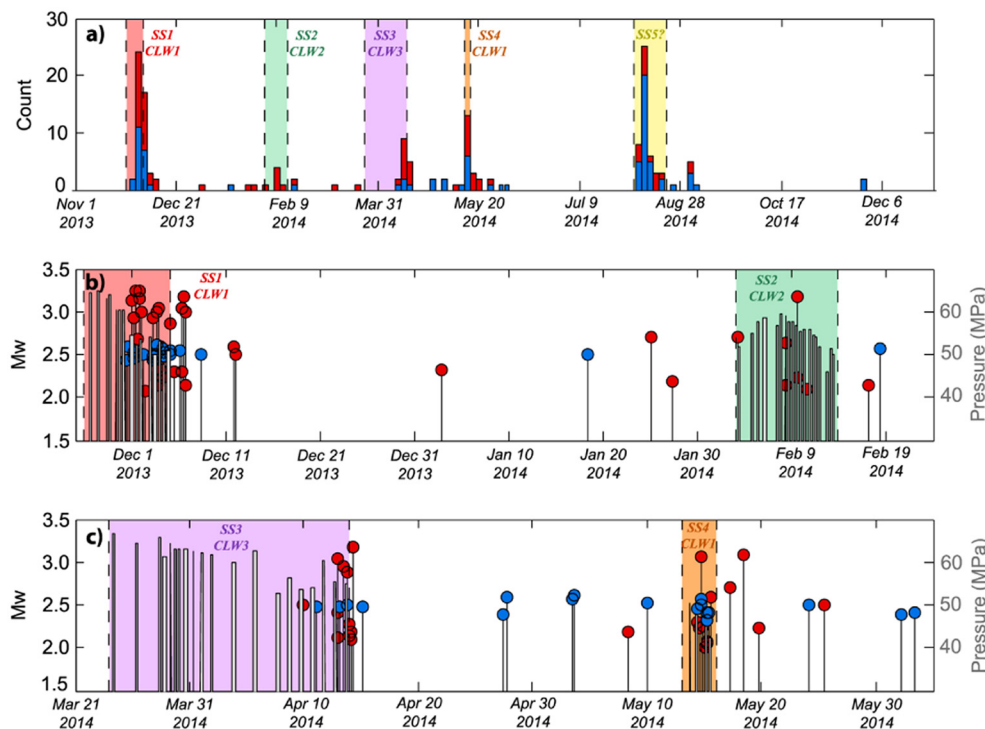 a)
30
20
10
0
Count
SS1
CLW1
SS2
CLW2
SS3
CLW3
SS4
CLW1
SS5?
Nov 1
2013
Dec 21
2013
Feb 9
2014
Mar 31
2014
May 20
2014
Jul 9
2014
Aug 28
2014
Oct 17
2014
Dec 6
2014
b)
3.5
3.0
2.5
2.0
1.5
Mw
SS1
CLW1
SS2
CLW2
60
50
40
Pressure (MPa)
Dec 1
2013
Dec 11
2013
Dec 21
2013
Dec 31
2013
Jan 10
2014
Jan 20
2014
Jan 30
2014
Feb 9
2014
Feb 19
2014
c)
3.5
3.0
2.5
2.0
1.5
Mw
SS3
CLW3
SS4
CLW1
60
50
40
Pressure (MPa)
Mar 21
2014
Mar 31
2014
Apr 10
2014
Apr 20
2014
Apr 30
2014
May 10
2014
May 20
2014
May 30
2014